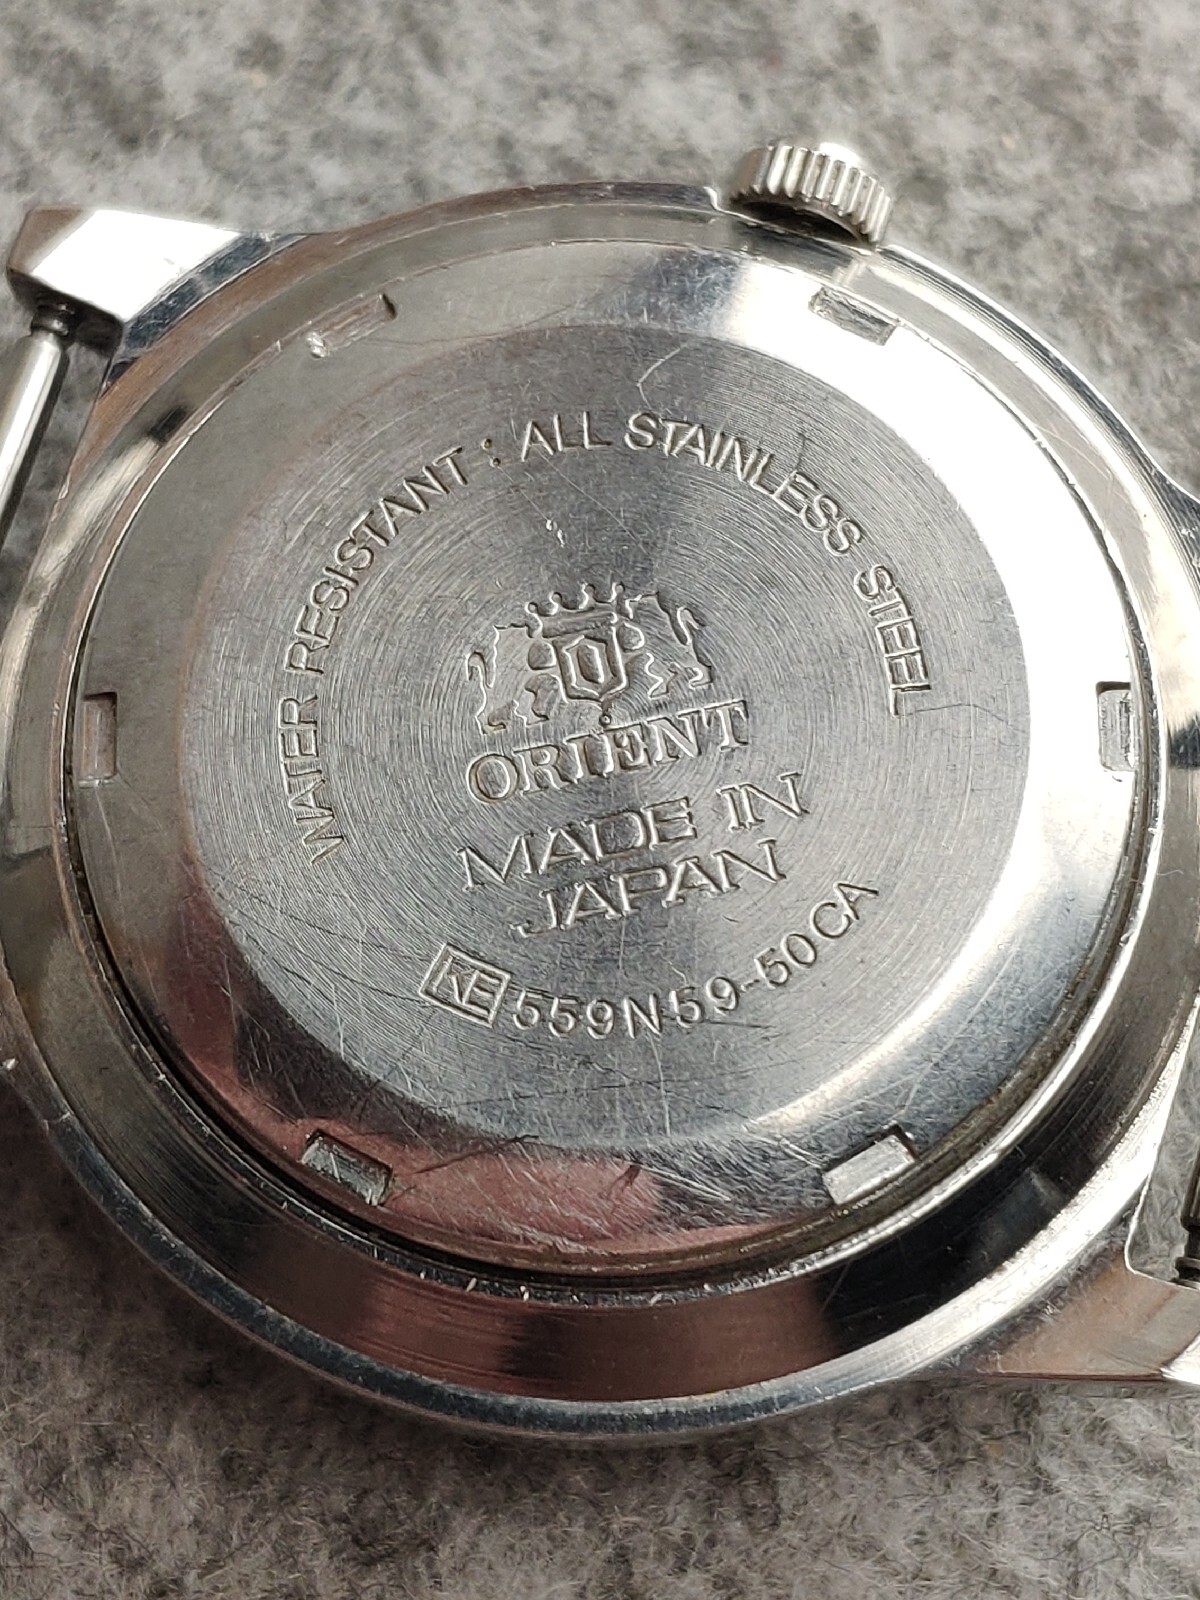 WATER RESISTANT : ALL STAINLESS STEEL
ORIENT
MADE IN
JAPAN
KE 559N59-50CA